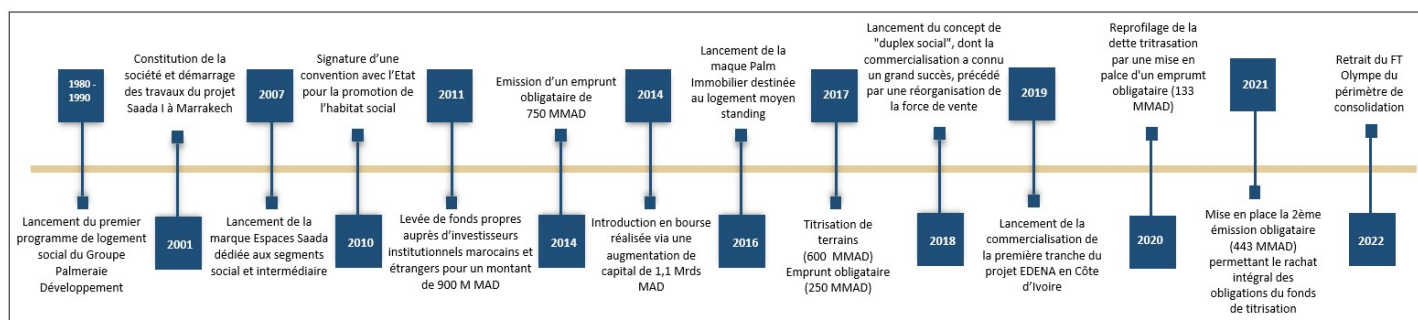 1980 -
1990
Lancement du premier
programme de logement
social du Groupe
Palmeraie
Développement
Constitution de la
société et démarrage
des travaux du projet
Saada I à Marrakech
2001
2007
Lancement de la
marque Espaces Saada
dédiée aux segments
social et intermédiaire
Signature d’une
convention avec l’Etat
pour la promotion de
l’habitat social
2010
2011
Levée de fonds propres
auprès d’investisseurs
institutionnels marocains et
étrangers pour un montant
de 900 M MAD
Emission d’un emprunt
obligataire de
750 MMAD
2014
2014
Introduction en bourse
réalisée via une
augmentation de
capital de 1,1 Mrds
MAD
Lancement de la
maque Palm
Immobilier destinée
au logement moyen
standing
2016
2017
Titrisation de
terrains
(600 MMAD)
Emprunt obligataire
(250 MMAD)
Lancement du concept de
"duplex social", dont la
commercialisation a connu
un grand succès, précédé
par une réorganisation de
la force de vente
2018
2019
Lancement de la
commercialisation de
la première tranche du
projet EDENA en Côte
d’Ivoire
Reprofilage de la
dette tritrasation
par une mise en
palce d'un emprumt
obligataire (133
MMAD)
2020
2021
Mise en place la 2ème
émission obligataire
(443 MMAD)
permettant le rachat
intégral des
obligations du fonds
de titrisation
Retrait du FT
Olympe du
périmètre de
consolidation
2022